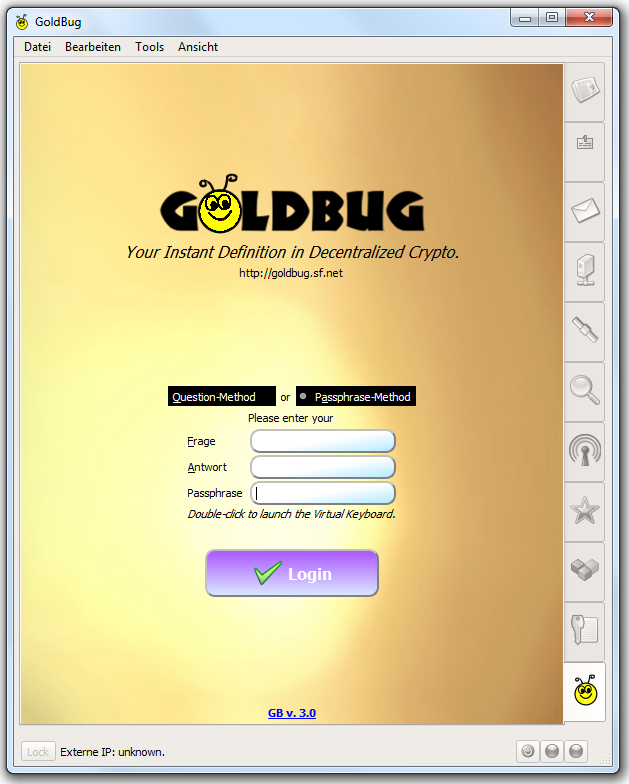 GoldBug
Datei Bearbeiten Tools Ansicht
GOLDBUG
Your Instant Definition in Decentralized Crypto.
http://goldbug.sf.net
Question-Method or Passphrase-Method
Please enter your
Frage
Antwort
Passphrase
Double-click to launch the Virtual Keyboard.
Login
GB v. 3.0
Lock Externe IP: unknown.